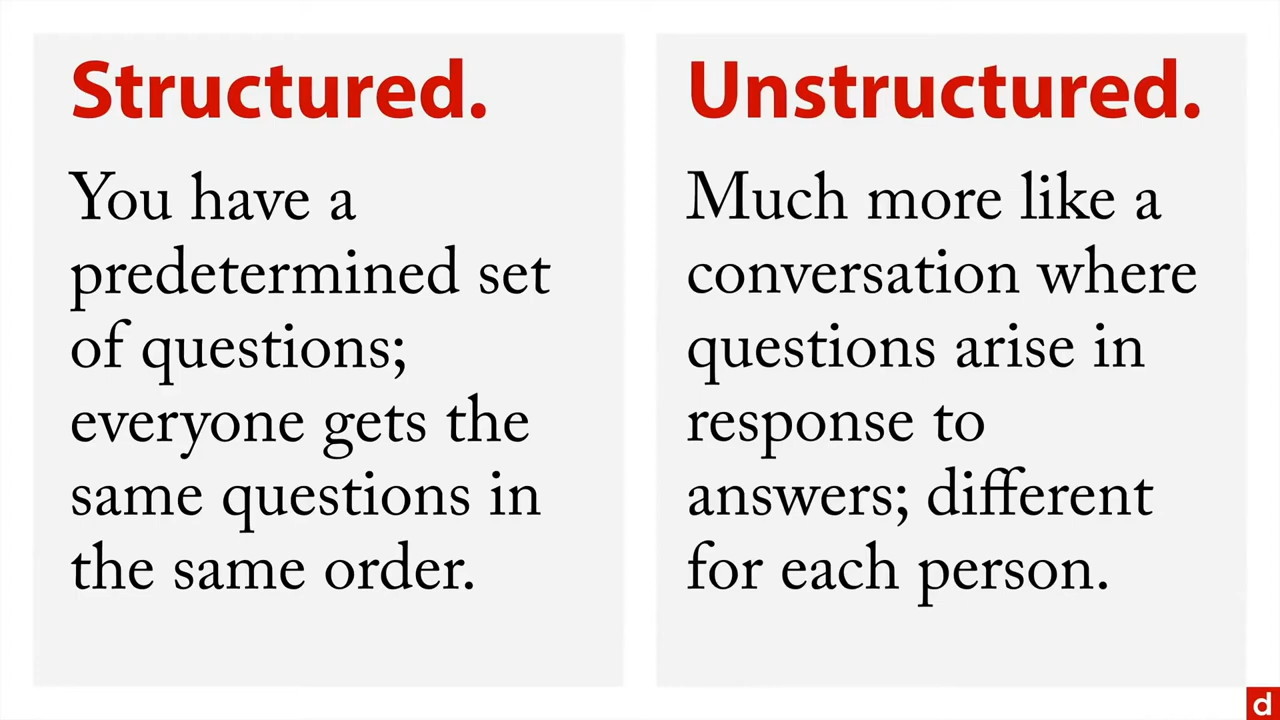 Structured.
You have a
predetermined set
of questions;
everyone gets the
same questions in
the same order.
Unstructured.
Much more like a
conversation where
questions arise in
response to
answers; different
for each person.
d